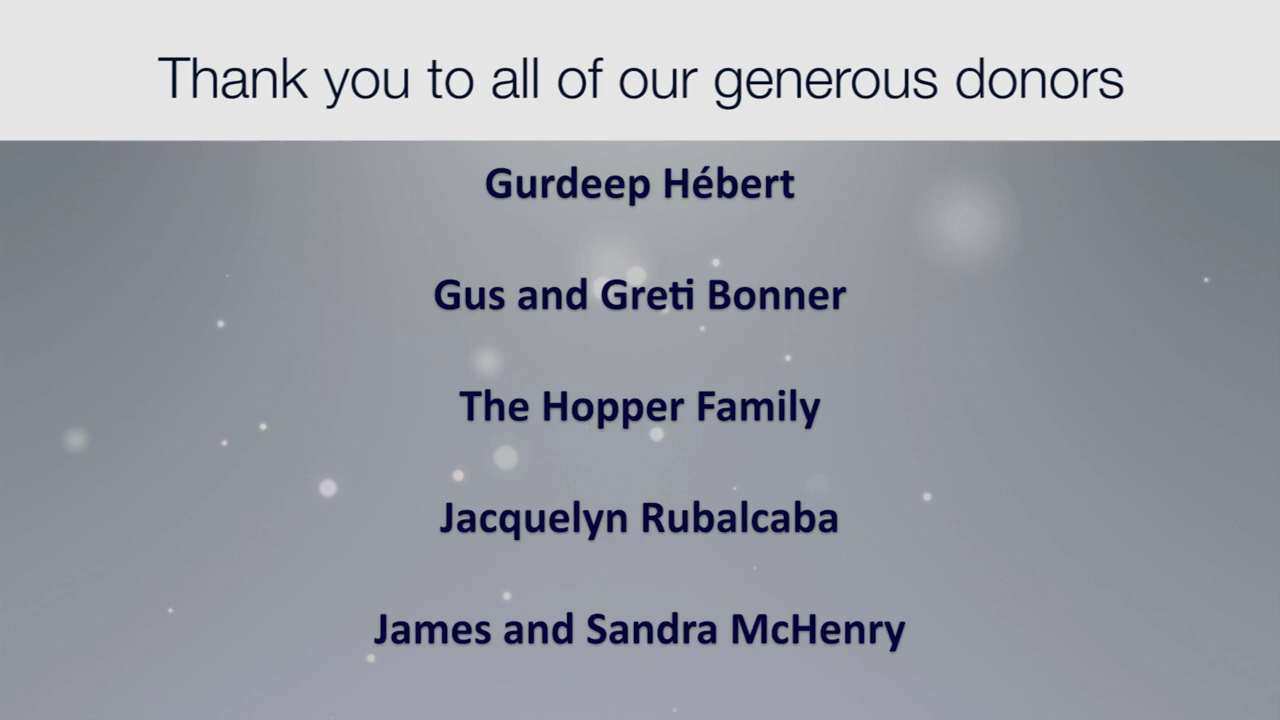 Thank you to all of our generous donors
Gurdeep Hébert
Gus and Greti Bonner
The Hopper Family
Jacquelyn Rubalcaba
James and Sandra McHenry